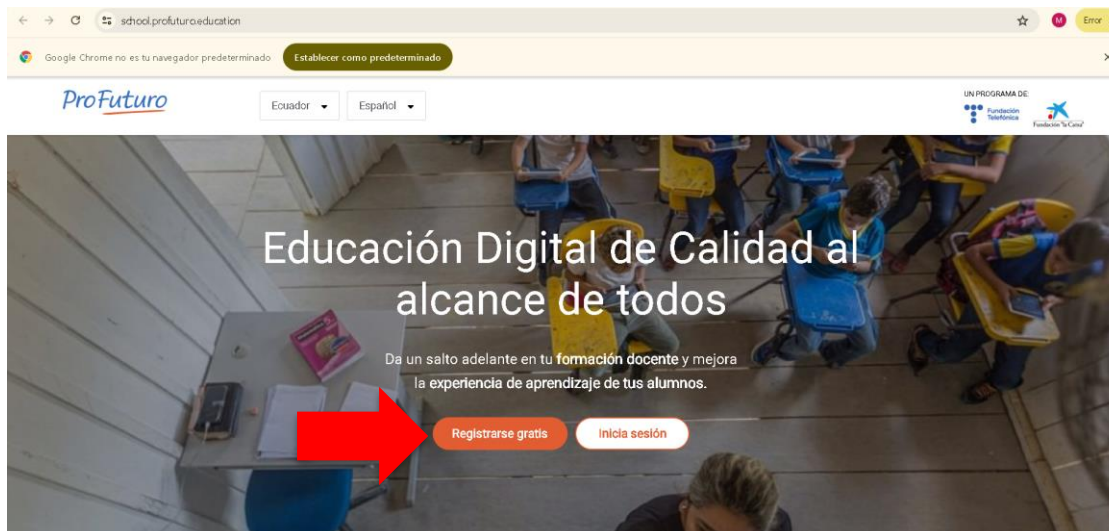 school.profuturo.education
M
Error
Google Chrome no es tu navegador predeterminado
Establecer como predeterminado
ProFuturo
Ecuador
Español
UN PROGRAMA DE:
Fundación
Telefónica
Fundación "la Caixa"
Educación Digital de Calidad al
alcance de todos
Da un salto adelante en tu formación docente y mejora
la experiencia de aprendizaje de tus alumnos.
Registrarse gratis
Inicia sesión